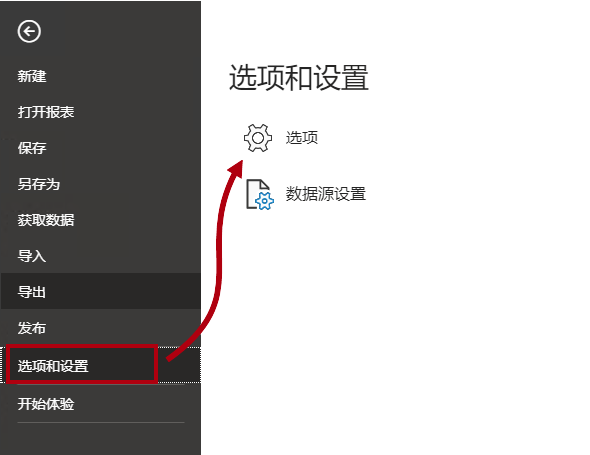 新建
打开报表
保存
另存为
获取数据
导入
导出
发布
选项和设置
开始体验
选项和设置
选项
数据源设置